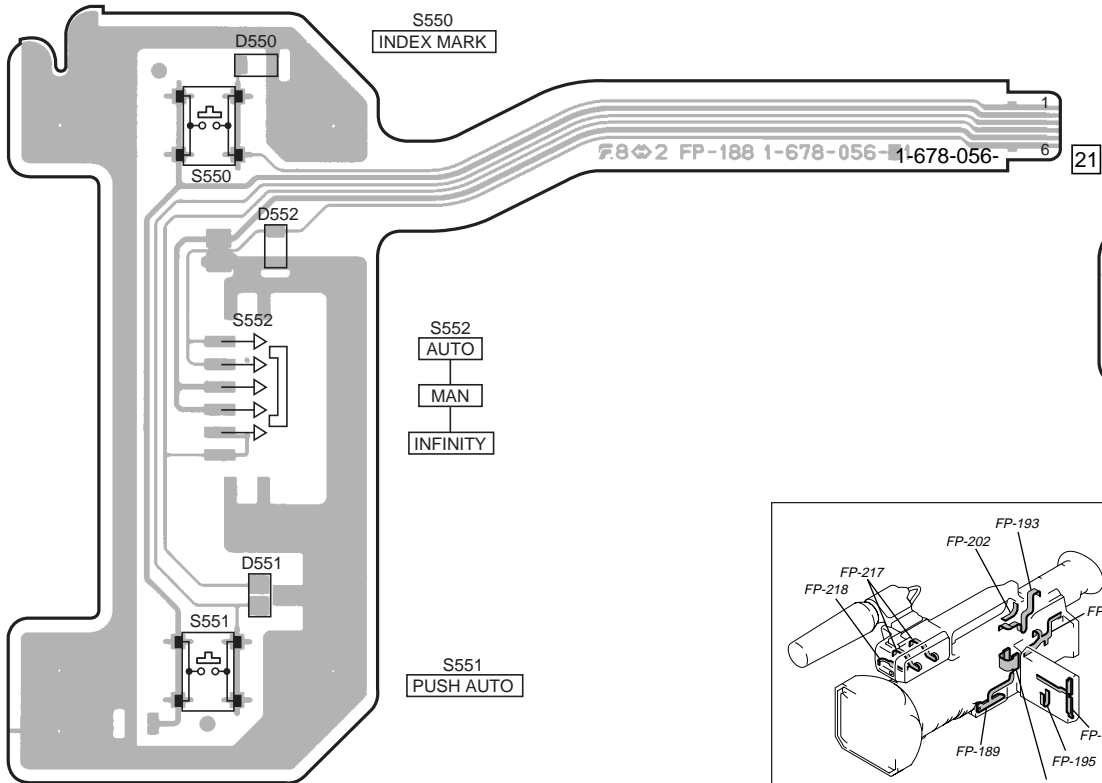 S550
INDEX MARK
D550
S550
1
6
FP-188 1-678-056-
1-678-056-
21
D552
S552
S552
AUTO
MAN
INFINITY
D551
S551
S551
PUSH AUTO
FP-193
FP-202
FP-217
FP-218
FP
FP-
FP-195
FP-189